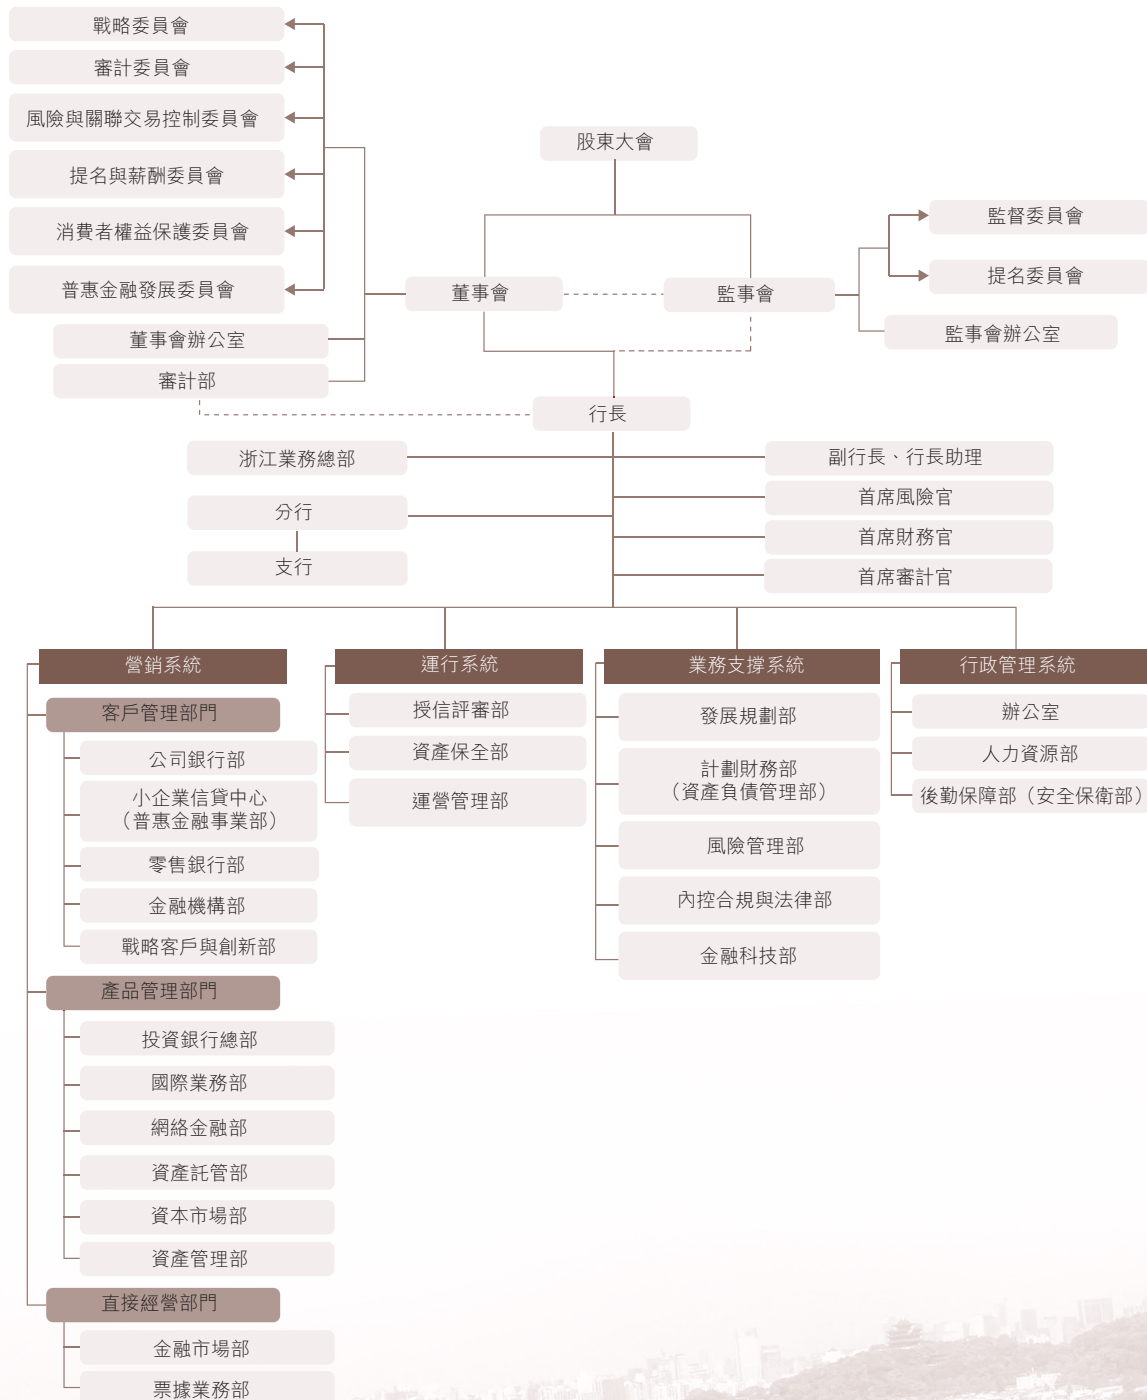 戰略委員會
審計委員會
風險與關聯交易控制委員會
提名與薪酬委員會
消費者權益保護委員會
普惠金融發展委員會
董事會辦公室
審計部
股東大會
董事會
監事會
監督委員會
提名委員會
監事會辦公室
行長
浙江業務總部
分行
支行
副行長、行長助理
首席風險官
首席財務官
首席審計官
營銷系統
客戶管理部門
公司銀行部
小企業信貸中心
（普惠金融事業部）
零售銀行部
金融機構部
戰略客戶與創新部
產品管理部門
投資銀行總部
國際業務部
網絡金融部
資產託管部
資本市場部
資產管理部
直接經營部門
金融市場部
票據業務部
運行系統
授信評審部
資產保全部
運營管理部
業務支撐系統
發展規劃部
計劃財務部
（資產負債管理部）
風險管理部
內控合規與法律部
金融科技部
行政管理系統
辦公室
人力資源部
後勤保障部（安全保衛部）